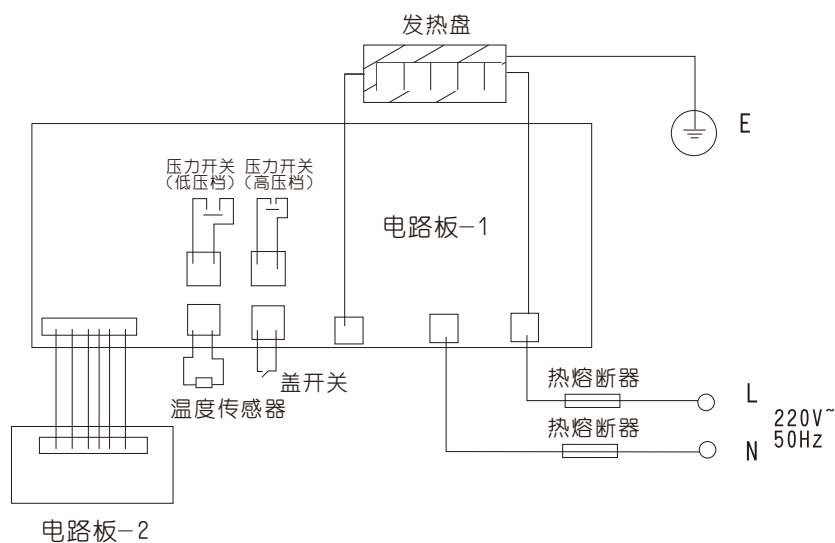 发热盘
E
压力开关
（低压档）
压力开关
（高压档）
电路板-1
盖开关
温度传感器
热熔断器
L
220V~
50Hz
热熔断器
N
电路板-2